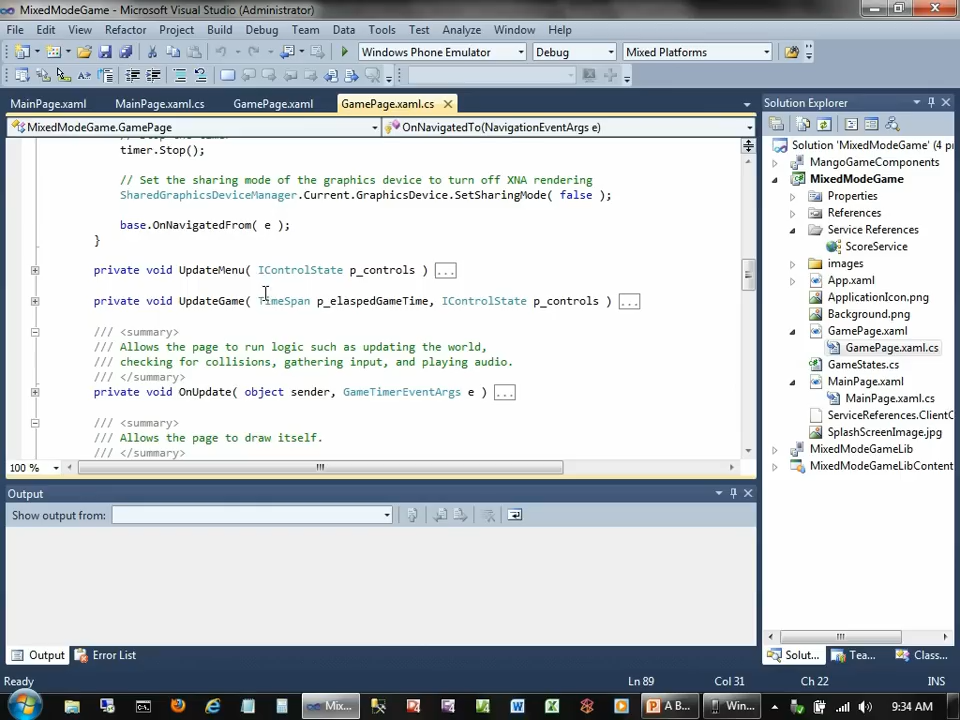 MixedModeGame - Microsoft Visual Studio (Administrator)
File Edit View Refactor Project Build Debug Team Data Tools Test Analyze Window Help
Windows Phone Emulator Debug Mixed Platforms
MainPage.xaml MainPage.xaml.cs GamePage.xaml GamePage.xaml.cs
MixedModeGame.GamePage OnNavigatedTo(NavigationEventArgs e)
timer.Stop();
// Set the sharing mode of the graphics device to turn off XNA rendering
SharedGraphicsDeviceManager.Current.GraphicsDevice.SetSharingMode( false );
base.OnNavigatedFrom( e );
}
private void UpdateMenu( IControlState p_controls ) ...
private void UpdateGame( TimeSpan p_elaspedGameTime, IControlState p_controls ) ...
/// <summary>
/// Allows the page to run logic such as updating the world,
/// checking for collisions, gathering input, and playing audio.
/// </summary>
private void OnUpdate( object sender, GameTimerEventArgs e ) ...
/// <summary>
/// Allows the page to draw itself.
/// </summary>
100 %
Output
Show output from:
Output Error List
Solution Explorer
Solution 'MixedModeGame' (4 p
MangoGameComponents
MixedModeGame
Properties
References
Service References
ScoreService
images
App.xaml
ApplicationIcon.png
Background.png
GamePage.xaml
GamePage.xaml.cs
GameStates.cs
MainPage.xaml
MainPage.xaml.cs
ServiceReferences.ClientC
SplashScreenImage.jpg
MixedModeGameLib
MixedModeGameLibContent
Solut... Tea... Class...
Ready Ln 89 Col 31 Ch 22 INS
Mix... A B... Win... 9:34 AM